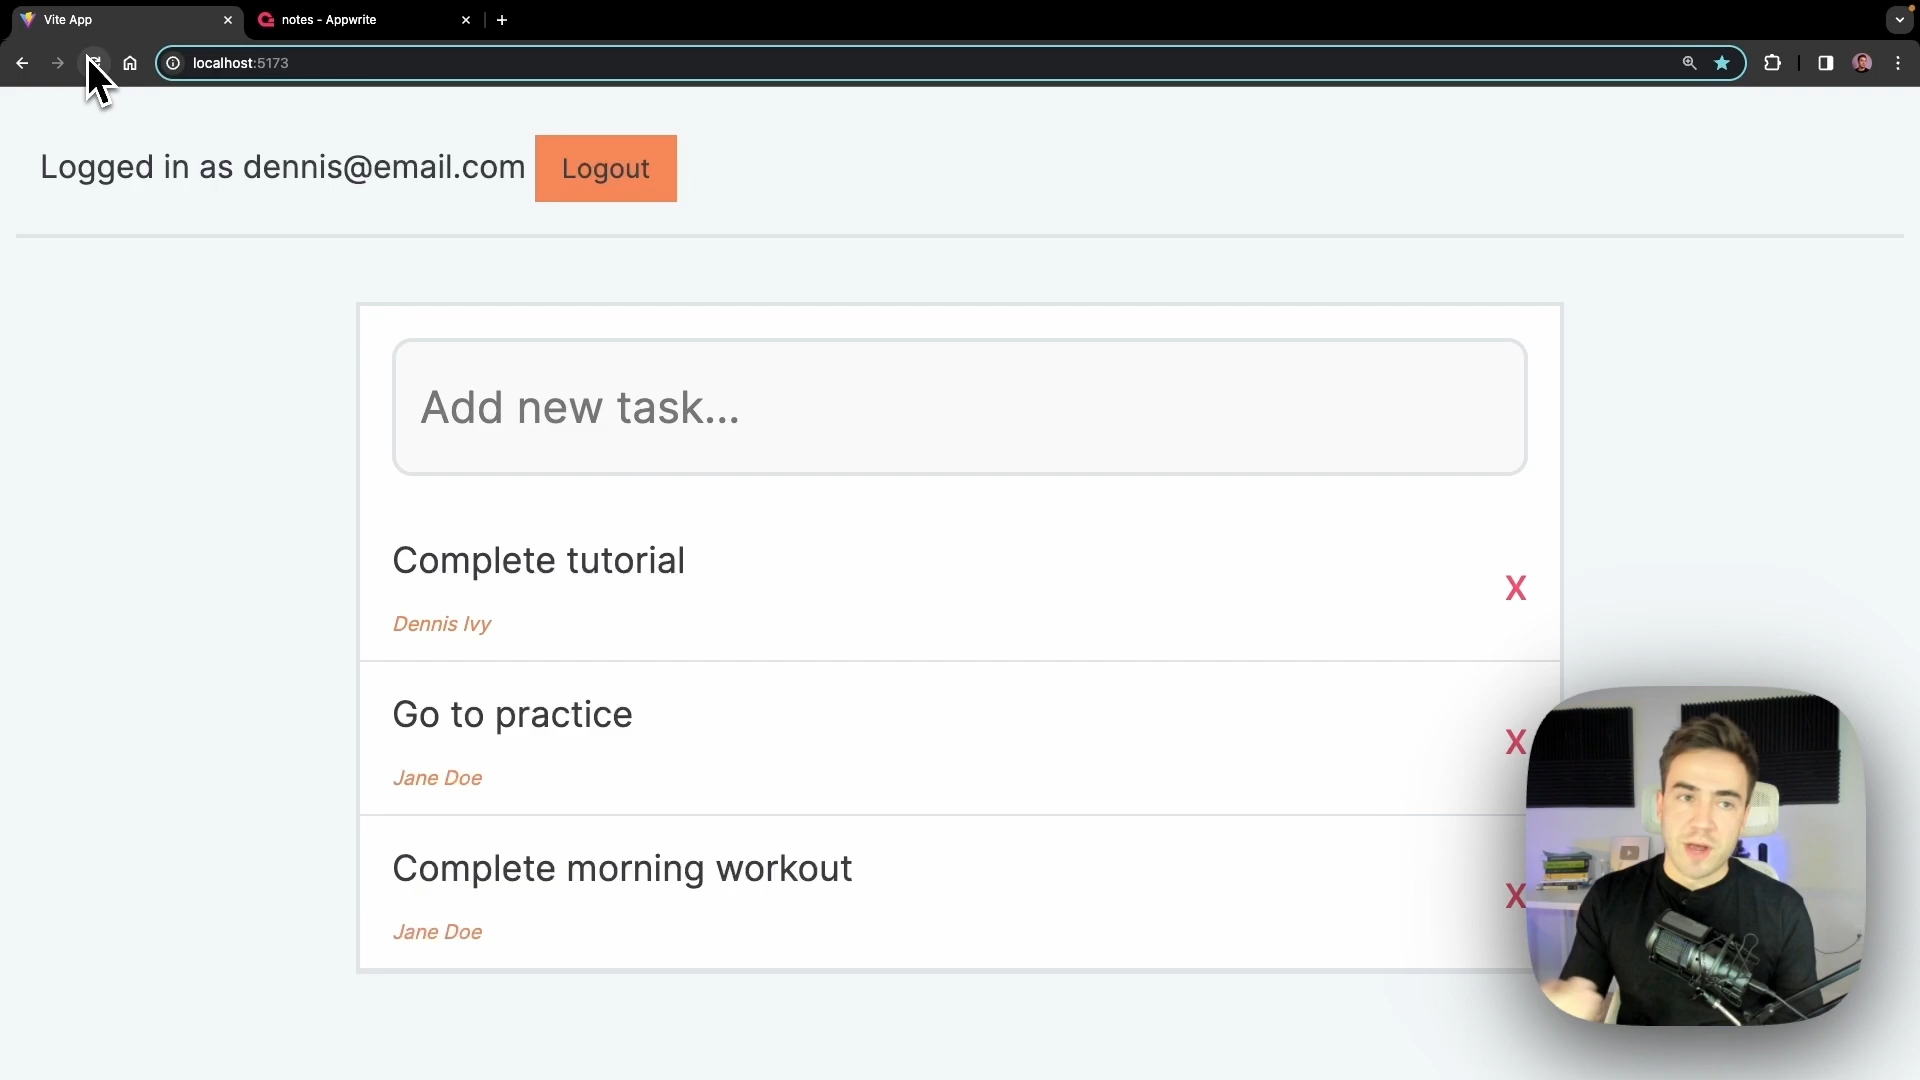 Vite App
notes - Appwrite
localhost:5173
Logged in as dennis@email.com
Logout
Add new task...
Complete tutorial
X
Dennis Ivy
Go to practice
X
Jane Doe
Complete morning workout
X
Jane Doe